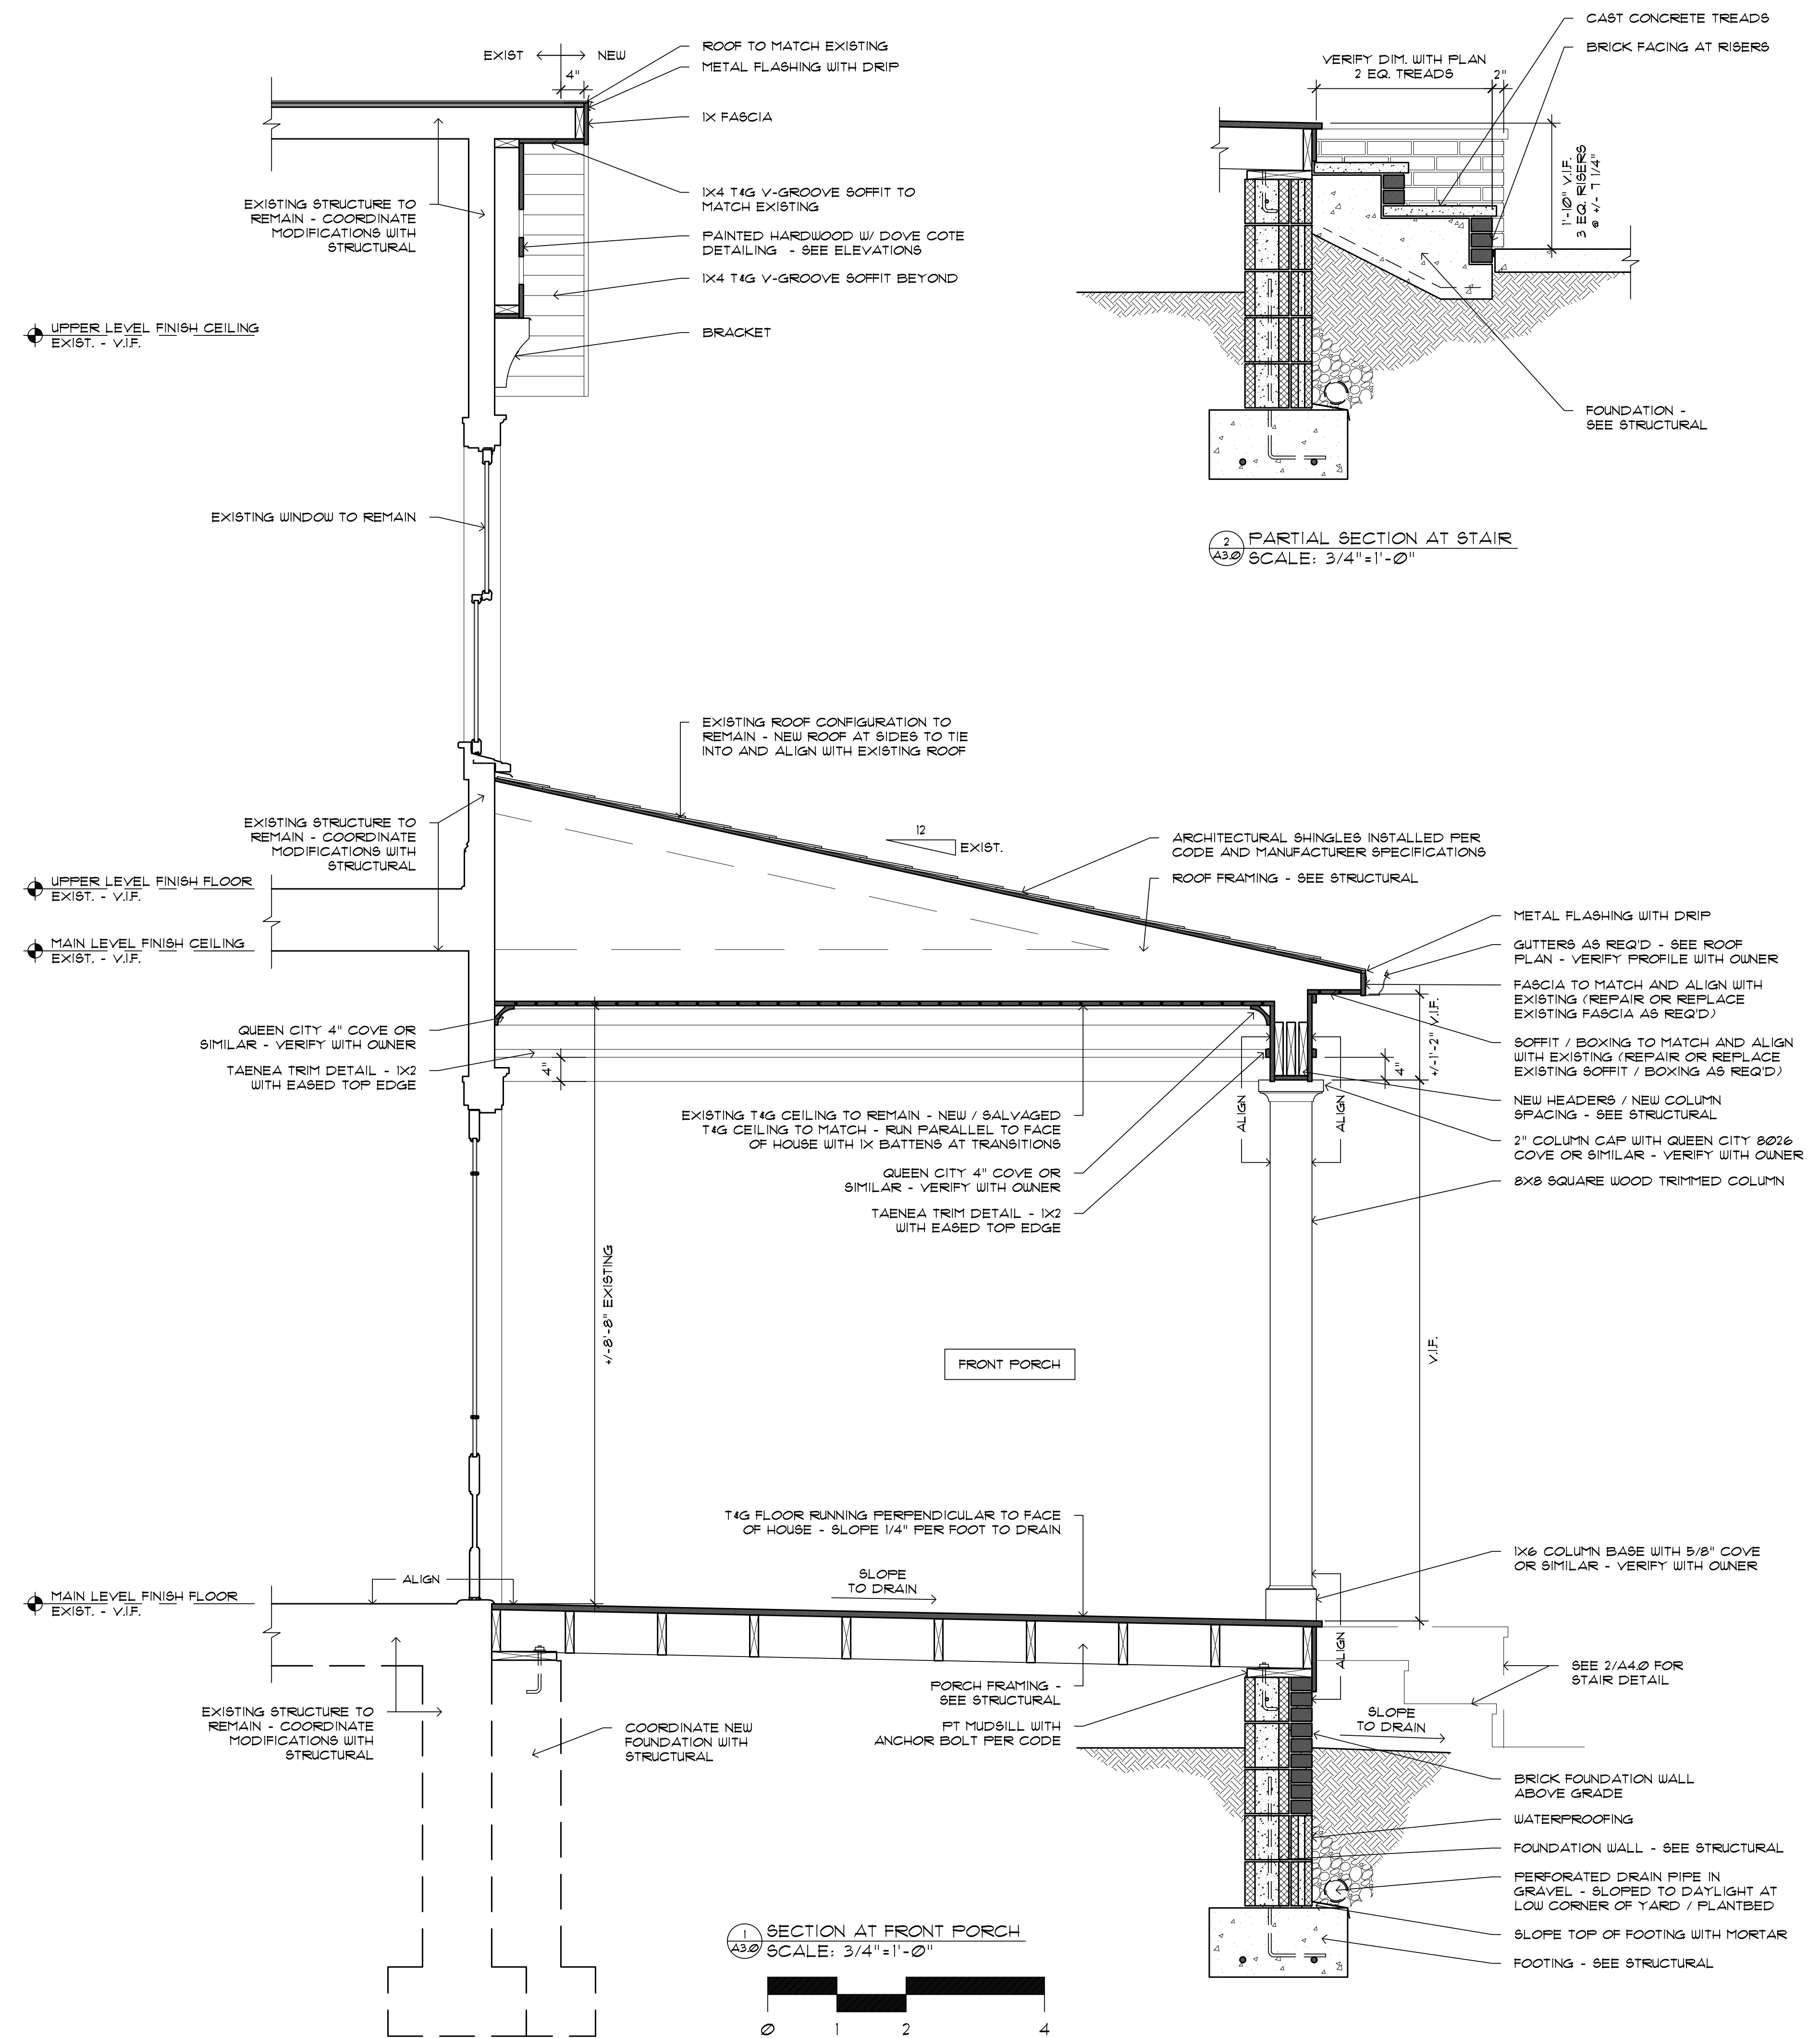 EXIST
NEW
4"
ROOF TO MATCH EXISTING
METAL FLASHING WITH DRIP
1X FASCIA
EXISTING STRUCTURE TO
REMAIN - COORDINATE
MODIFICATIONS WITH
STRUCTURAL
1X4 T&G V-GROOVE SOFFIT TO
MATCH EXISTING
PAINTED HARDWOOD W/ DOVE COTE
DETAILING - SEE ELEVATIONS
1X4 T&G V-GROOVE SOFFIT BEYOND
BRACKET
UPPER LEVEL FINISH CEILING
EXIST. - V.I.F.
EXISTING WINDOW TO REMAIN
CAST CONCRETE TREADS
BRICK FACING AT RISERS
VERIFY DIM. WITH PLAN
2 EQ. TREADS
2"
1'-10" V.I.F.
3 EQ. RISERS
@ +/- 7 1/4"
FOUNDATION -
SEE STRUCTURAL
2
A3.0
PARTIAL SECTION AT STAIR
SCALE: 3/4"=1'-0"
EXISTING ROOF CONFIGURATION TO
REMAIN - NEW ROOF AT SIDES TO TIE
INTO AND ALIGN WITH EXISTING ROOF
EXISTING STRUCTURE TO
REMAIN - COORDINATE
MODIFICATIONS WITH
STRUCTURAL
12
EXIST.
ARCHITECTURAL SHINGLES INSTALLED PER
CODE AND MANUFACTURER SPECIFICATIONS
ROOF FRAMING - SEE STRUCTURAL
UPPER LEVEL FINISH FLOOR
EXIST. - V.I.F.
MAIN LEVEL FINISH CEILING
EXIST. - V.I.F.
METAL FLASHING WITH DRIP
GUTTERS AS REQ'D - SEE ROOF
PLAN - VERIFY PROFILE WITH OWNER
FASCIA TO MATCH AND ALIGN WITH
EXISTING (REPAIR OR REPLACE
EXISTING FASCIA AS REQ'D)
SOFFIT / BOXING TO MATCH AND ALIGN
WITH EXISTING (REPAIR OR REPLACE
EXISTING SOFFIT / BOXING AS REQ'D)
NEW HEADERS / NEW COLUMN
SPACING - SEE STRUCTURAL
2" COLUMN CAP WITH QUEEN CITY 8026
COVE OR SIMILAR - VERIFY WITH OWNER
8X8 SQUARE WOOD TRIMMED COLUMN
QUEEN CITY 4" COVE OR
SIMILAR - VERIFY WITH OWNER
TAENEA TRIM DETAIL - 1X2
WITH EASED TOP EDGE
4"
4"
+/-1'-2" V.I.F.
ALIGN
ALIGN
EXISTING T&G CEILING TO REMAIN - NEW / SALVAGED
T&G CEILING TO MATCH - RUN PARALLEL TO FACE
OF HOUSE WITH 1X BATTENS AT TRANSITIONS
QUEEN CITY 4" COVE OR
SIMILAR - VERIFY WITH OWNER
TAENEA TRIM DETAIL - 1X2
WITH EASED TOP EDGE
+/-8'-8" EXISTING
FRONT PORCH
V.I.F.
T&G FLOOR RUNNING PERPENDICULAR TO FACE
OF HOUSE - SLOPE 1/4" PER FOOT TO DRAIN
1X6 COLUMN BASE WITH 5/8" COVE
OR SIMILAR - VERIFY WITH OWNER
MAIN LEVEL FINISH FLOOR
EXIST. - V.I.F.
ALIGN
SLOPE
TO DRAIN
ALIGN
SEE 2/A4.0 FOR
STAIR DETAIL
PORCH FRAMING -
SEE STRUCTURAL
PT MUDSILL WITH
ANCHOR BOLT PER CODE
EXISTING STRUCTURE TO
REMAIN - COORDINATE
MODIFICATIONS WITH
STRUCTURAL
COORDINATE NEW
FOUNDATION WITH
STRUCTURAL
SLOPE
TO DRAIN
BRICK FOUNDATION WALL
ABOVE GRADE
WATERPROOFING
FOUNDATION WALL - SEE STRUCTURAL
PERFORATED DRAIN PIPE IN
GRAVEL - SLOPED TO DAYLIGHT AT
LOW CORNER OF YARD / PLANTBED
SLOPE TOP OF FOOTING WITH MORTAR
FOOTING - SEE STRUCTURAL
1
A3.0
SECTION AT FRONT PORCH
SCALE: 3/4"=1'-0"
0 1 2 4